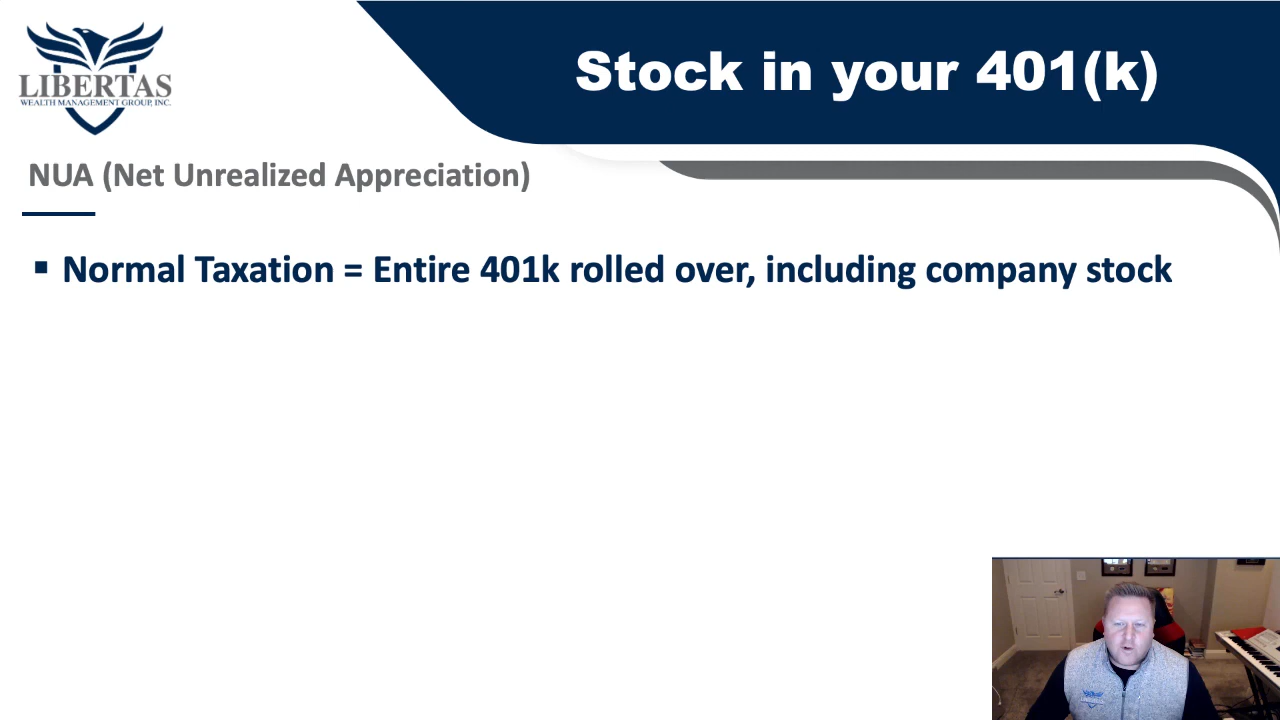 LIBERTAS
WEALTH MANAGEMENT GROUP, INC.
Stock in your 401(k)
NUA (Net Unrealized Appreciation)
▪ Normal Taxation = Entire 401k rolled over, including company stock